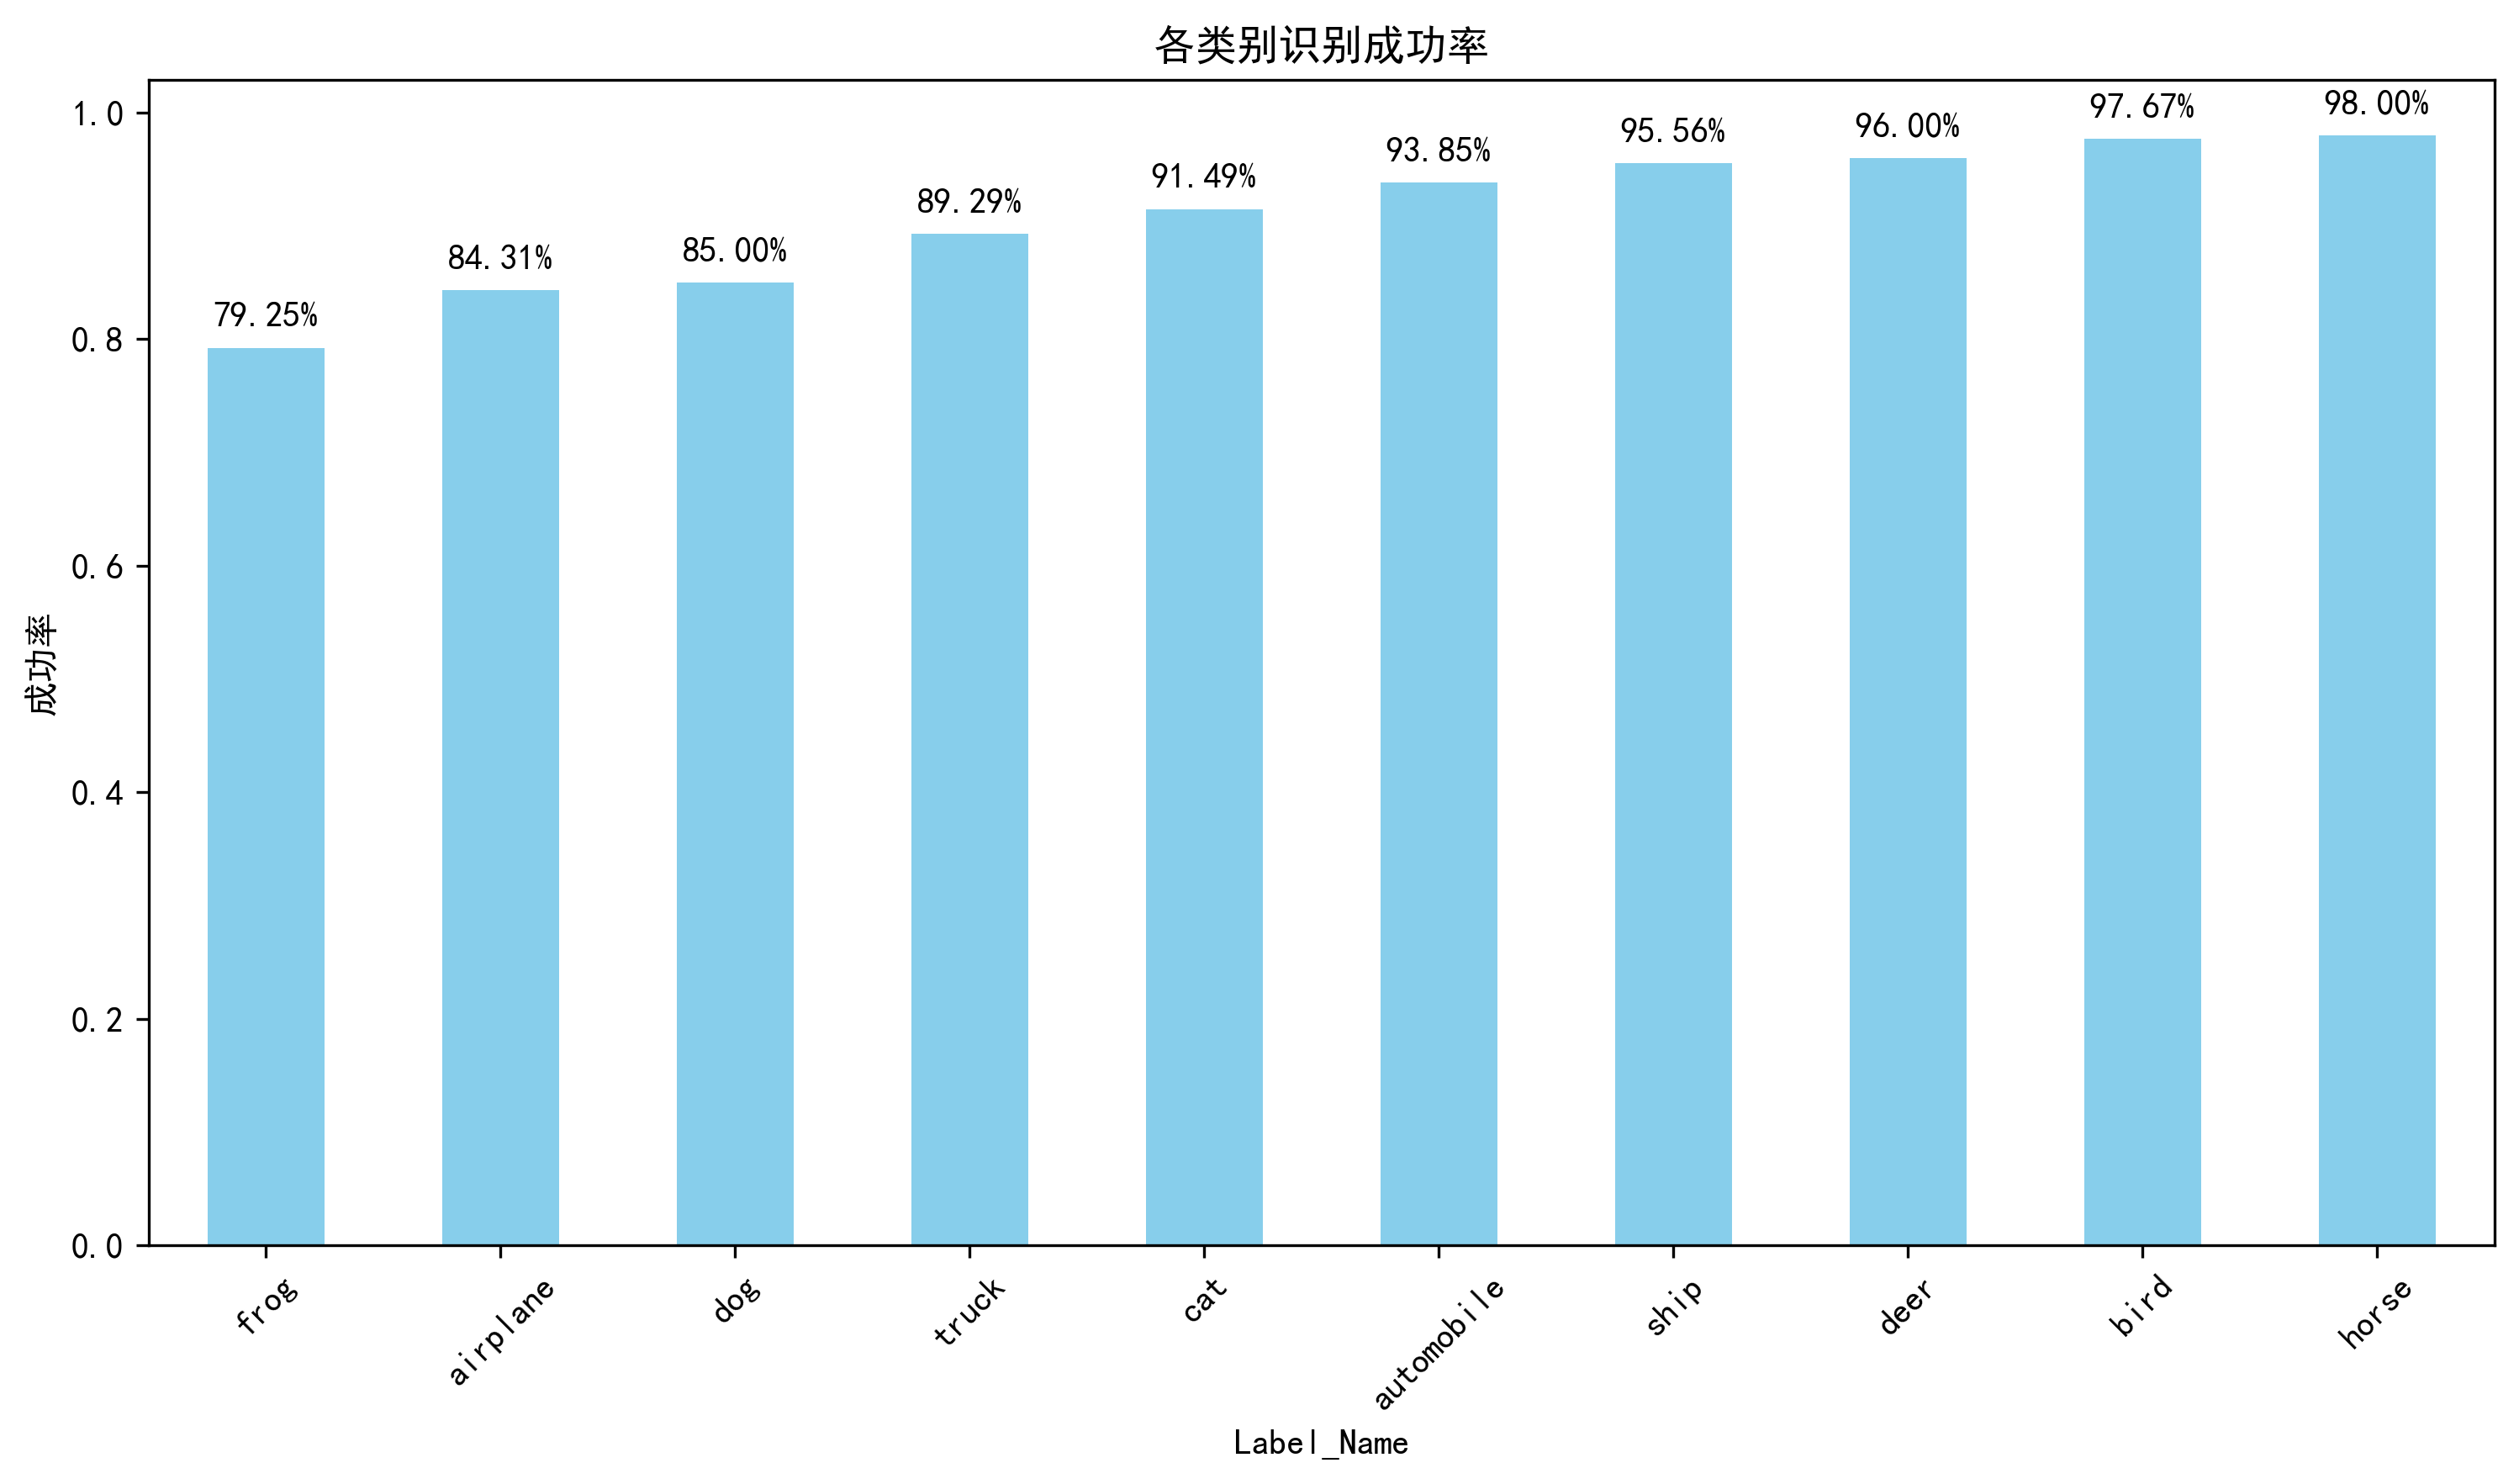 各类别识别成功率
成功率
1.0
0.8
0.6
0.4
0.2
0.0
79.25%
84.31%
85.00%
89.29%
91.49%
93.85%
95.56%
96.00%
97.67%
98.00%
frog
airplane
dog
truck
cat
automobile
ship
deer
bird
horse
Label_Name